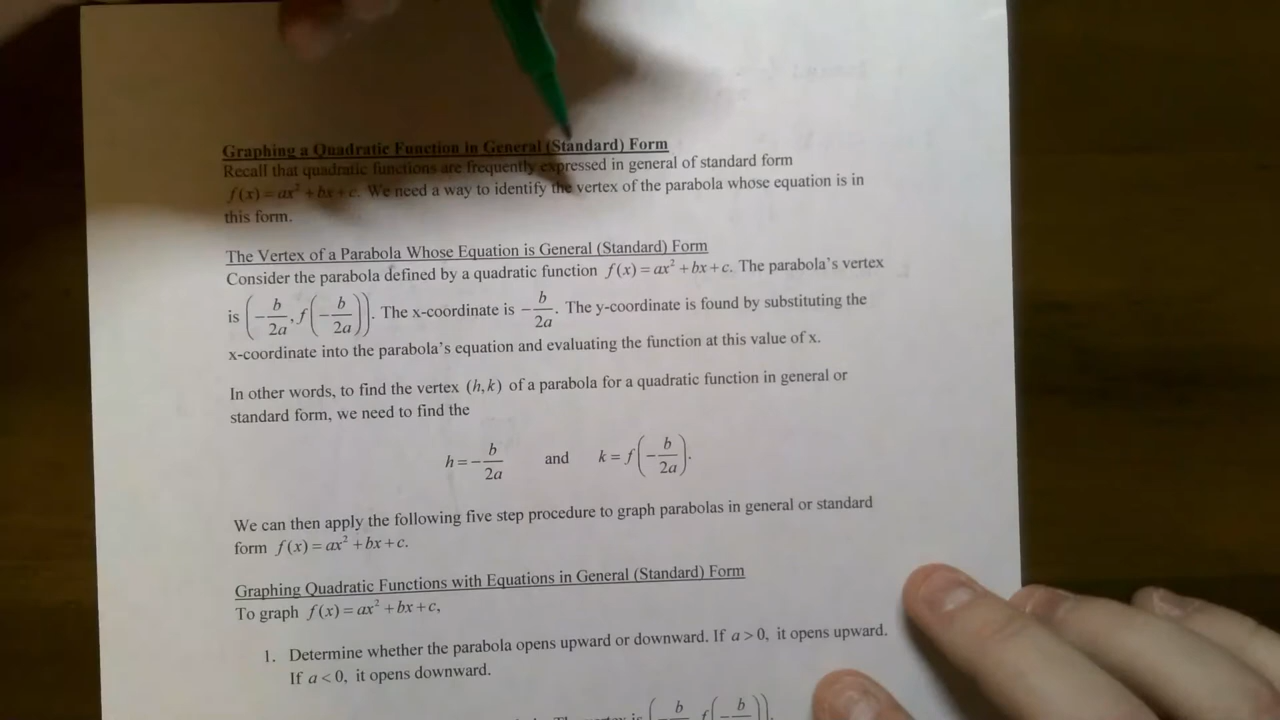 Graphing a Quadratic Function in General (Standard) Form
Recall that quadratic functions are frequently expressed in general of standard form
f(x) = ax² + bx + c. We need a way to identify the vertex of the parabola whose equation is in
this form.
The Vertex of a Parabola Whose Equation is General (Standard) Form
Consider the parabola defined by a quadratic function f(x) = ax² + bx + c. The parabola's vertex
is (-b/2a, f(-b/2a)). The x-coordinate is -b/2a. The y-coordinate is found by substituting the
x-coordinate into the parabola's equation and evaluating the function at this value of x.
In other words, to find the vertex (h,k) of a parabola for a quadratic function in general or
standard form, we need to find the
h = -b/2a and k = f(-b/2a).
We can then apply the following five step procedure to graph parabolas in general or standard
form f(x) = ax² + bx + c.
Graphing Quadratic Functions with Equations in General (Standard) Form
To graph f(x) = ax² + bx + c,
1. Determine whether the parabola opens upward or downward. If a > 0, it opens upward.
If a < 0, it opens downward.